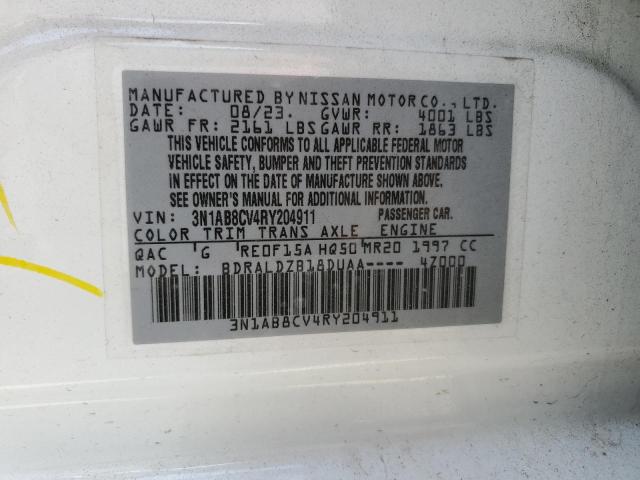 MANUFACTURED BY NISSAN MOTOR CO., LTD.
DATE: 08/23. GVWR: 4001 LBS
GAWR FR: 2161 LBS GAWR RR: 1863 LBS
THIS VEHICLE CONFORMS TO ALL APPLICABLE FEDERAL MOTOR
VEHICLE SAFETY, BUMPER AND THEFT PREVENTION STANDARDS
IN EFFECT ON THE DATE OF MANUFACTURE SHOWN ABOVE.
SEE OWNER'S MANUAL FOR ADDITIONAL INFORMATION
VIN: 3N1AB8CV4RY204911 PASSENGER CAR.
COLOR TRIM TRANS AXLE ENGINE
QAC G RE0F15A HQ50 MR20 1997 CC
MODEL: BDRALDZB18DUAA---- 4Z000
3N1AB8CV4RY204911